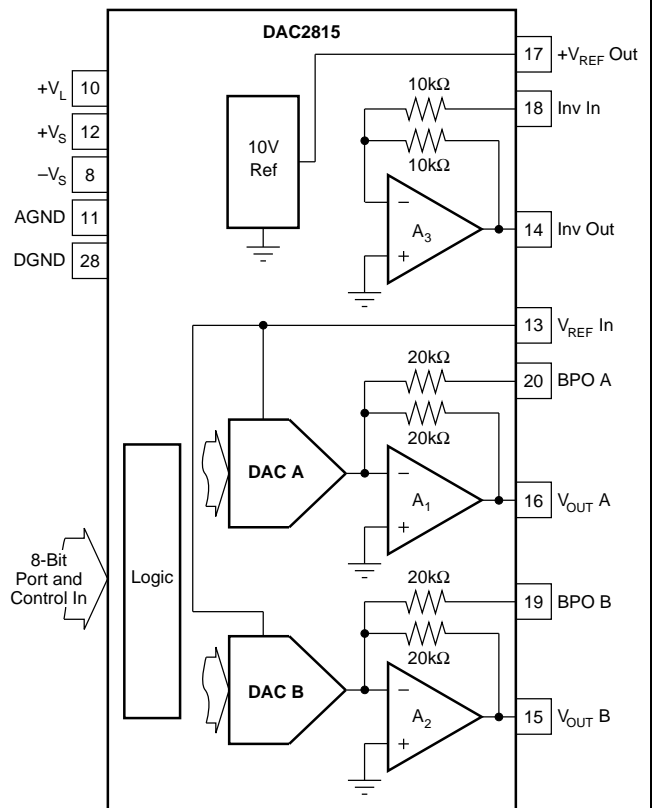 DAC2815
+V_L 10
+V_S 12
–V_S 8
AGND 11
DGND 28
10V
Ref
17 +V_REF Out
10kΩ
18 Inv In
10kΩ
–
A_3
+
14 Inv Out
13 V_REF In
20kΩ
20 BPO A
20kΩ
DAC A
–
A_1
+
16 V_OUT A
8-Bit
Port and
Control In
Logic
20kΩ
19 BPO B
20kΩ
DAC B
–
A_2
+
15 V_OUT B